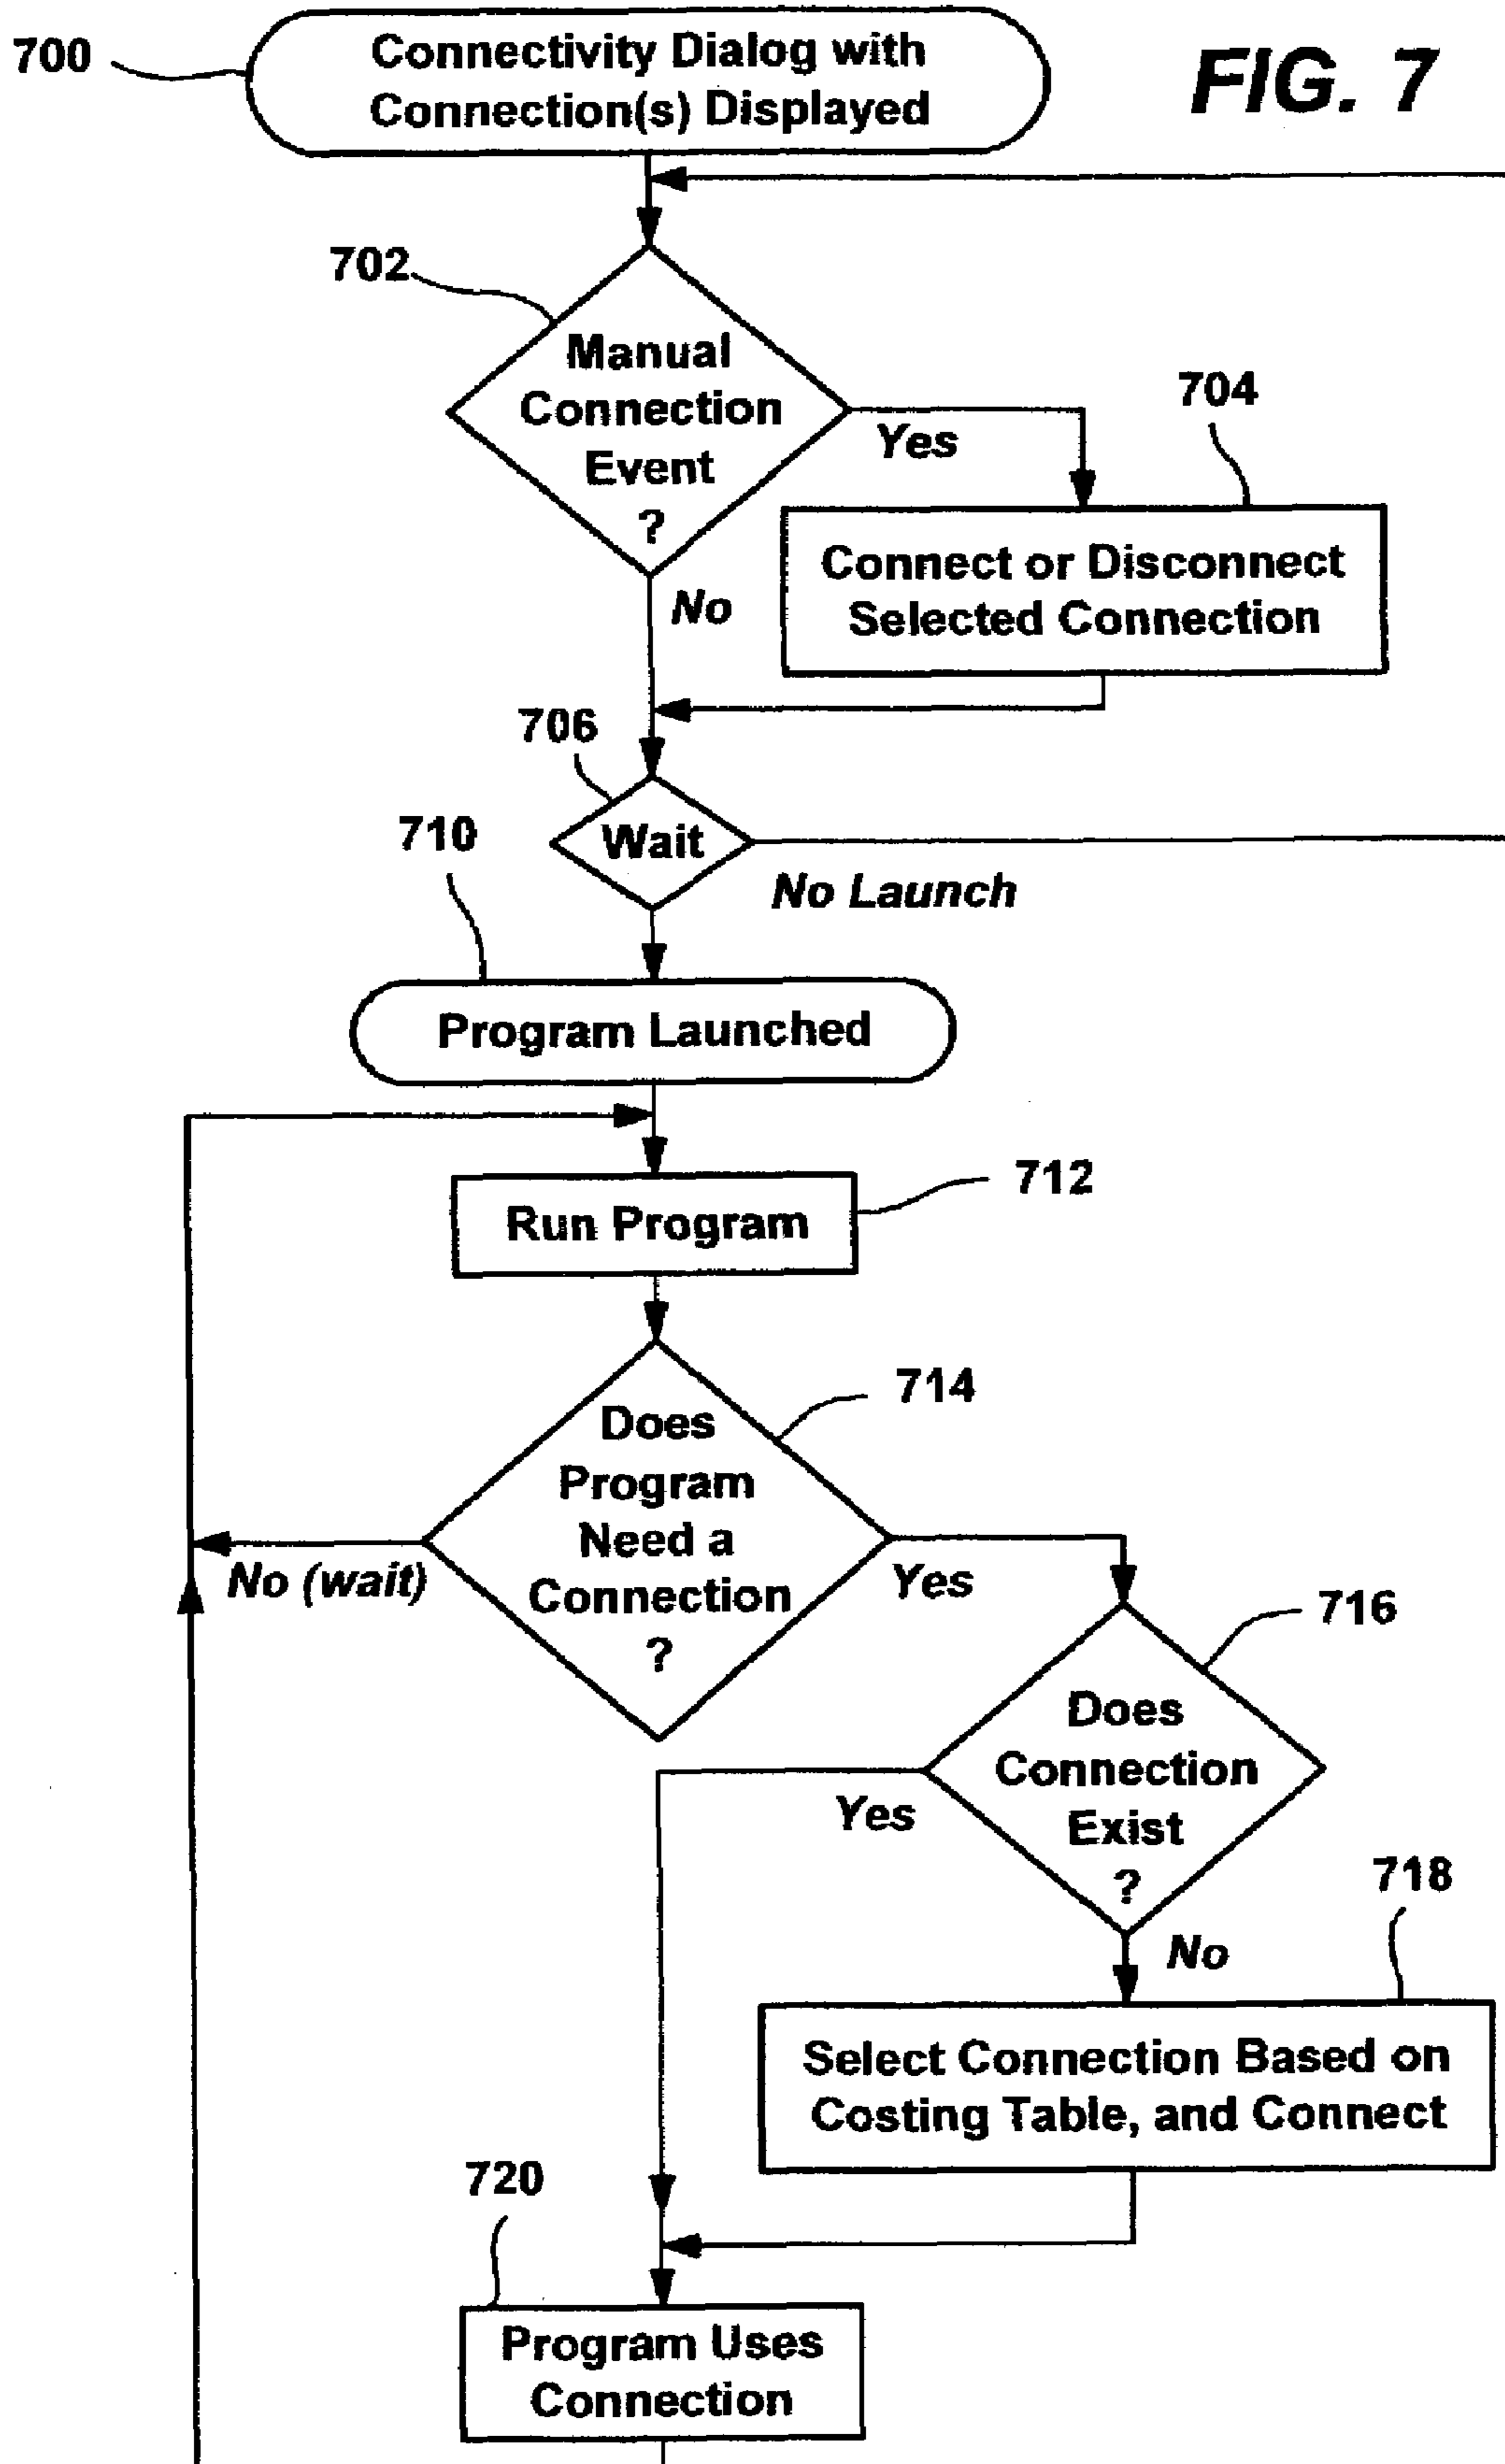 FIG. 7
700
Connectivity Dialog with
Connection(s) Displayed
702
Manual
Connection
Event
?
Yes
No
704
Connect or Disconnect
Selected Connection
706
Wait
No Launch
710
Program Launched
712
Run Program
714
Does
Program
Need a
Connection
?
No (wait)
Yes
716
Does
Connection
Exist
?
Yes
No
718
Select Connection Based on
Costing Table, and Connect
720
Program Uses
Connection